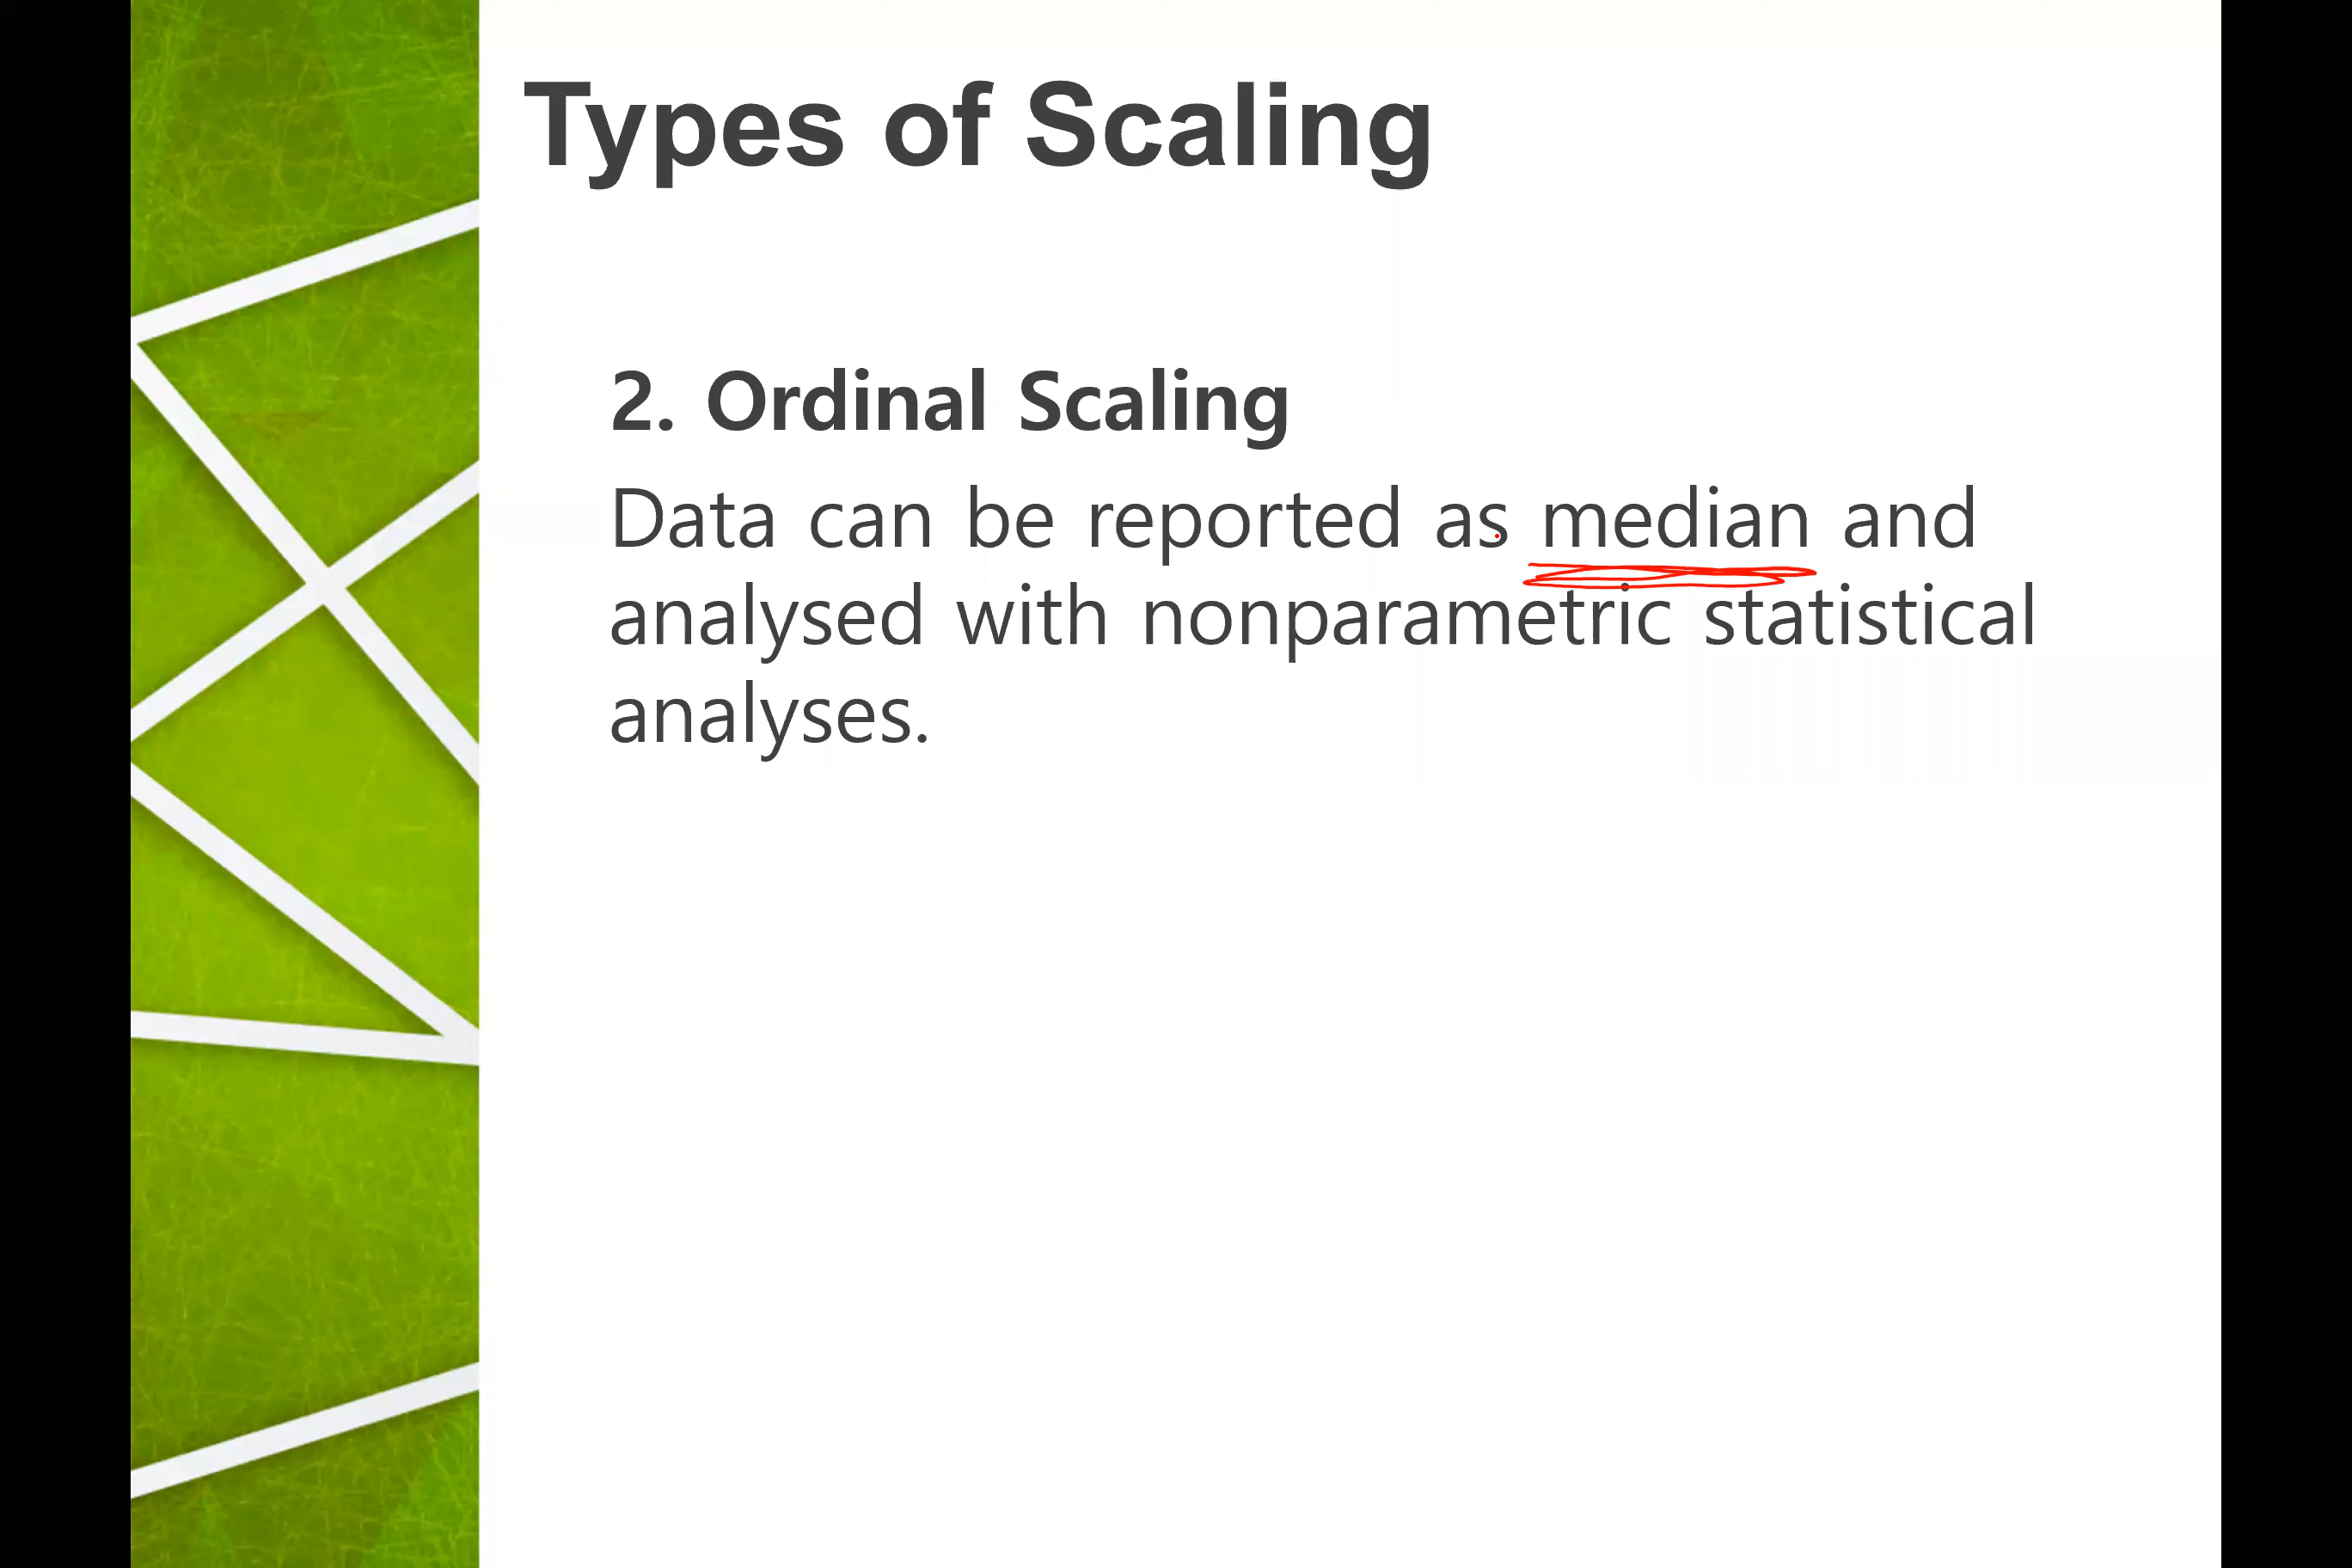 Types of Scaling
2. Ordinal Scaling
Data can be reported as median and
analysed with nonparametric statistical
analyses.